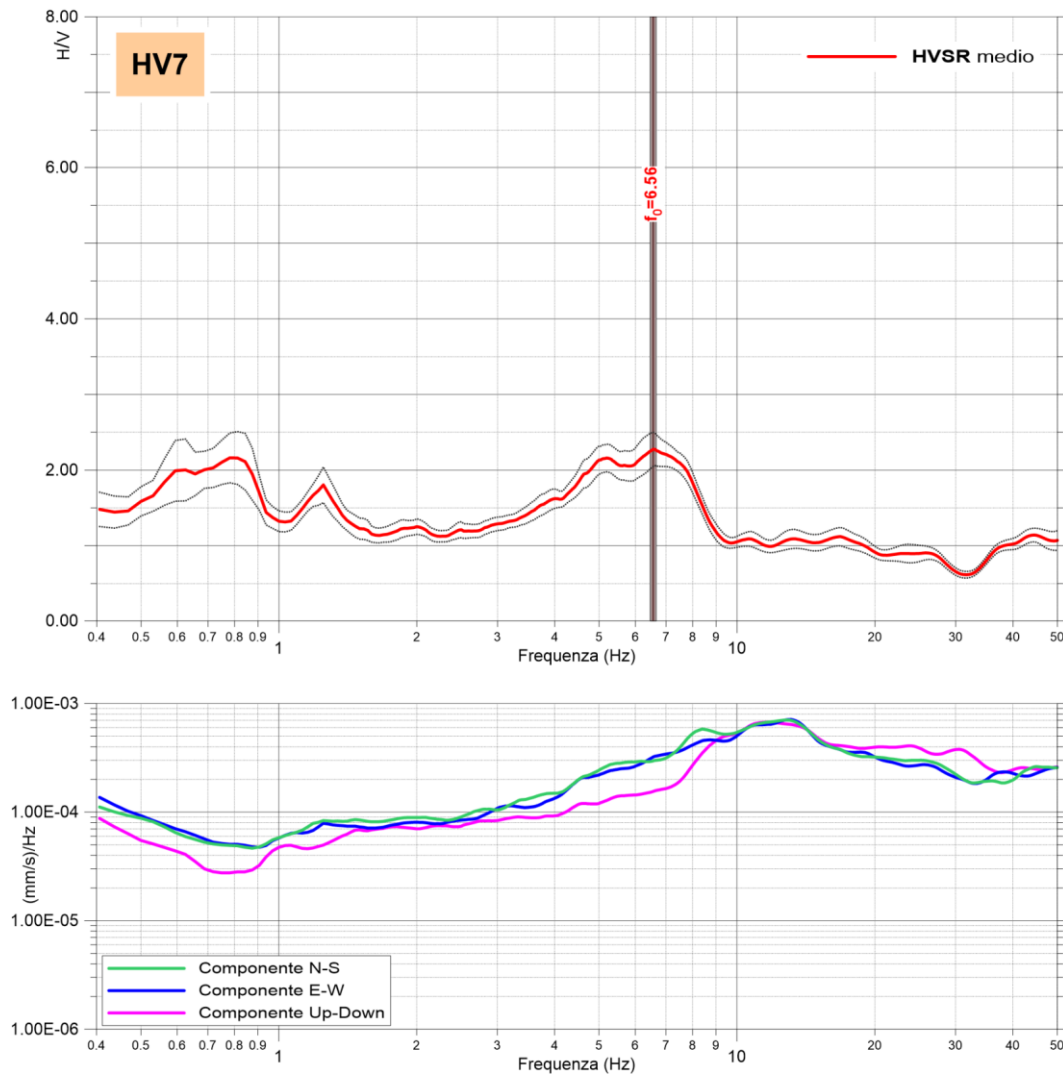 8.00
H/V
HV7
HVSR medio
6.00
f0=6.56
4.00
2.00
0.00
0.4 0.5 0.6 0.7 0.8 0.9 1 2 3 4 5 6 7 8 9 10 20 30 40 50
Frequenza (Hz)
1.00E-03
1.00E-04
(mm/s)/Hz
1.00E-05
Componente N-S
Componente E-W
Componente Up-Down
1.00E-06
0.4 0.5 0.6 0.7 0.8 0.9 1 2 3 4 5 6 7 8 9 10 20 30 40 50
Frequenza (Hz)